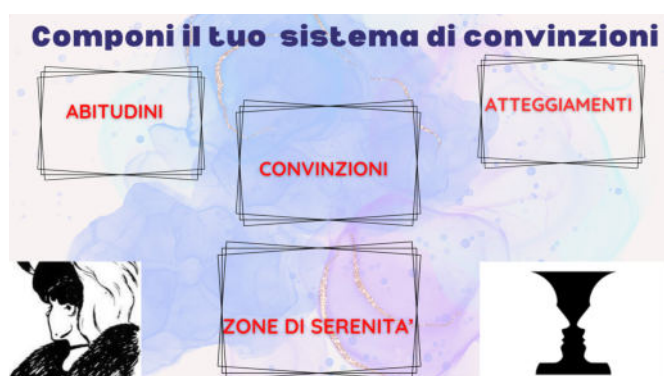 Componi il tuo sistema di convinzioni
ABITUDINI
ATTEGGIAMENTI
CONVINZIONI
ZONE DI SERENITA'